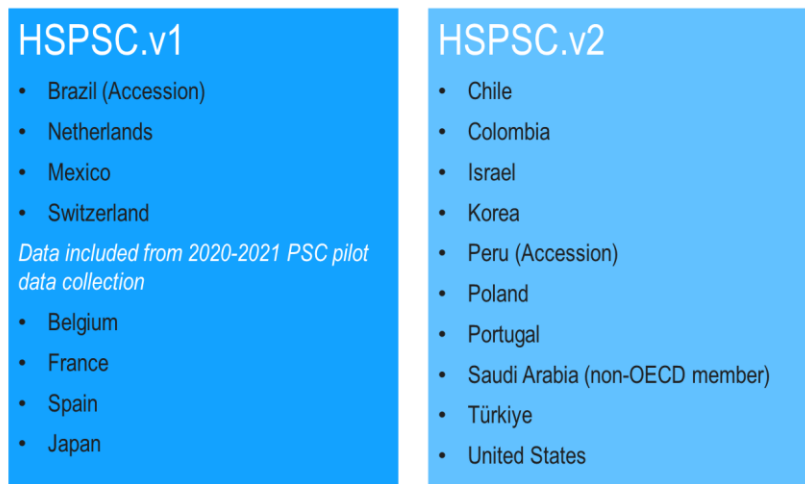 HSPSC.v1
• Brazil (Accession)
• Netherlands
• Mexico
• Switzerland
Data included from 2020-2021 PSC pilot
data collection
• Belgium
• France
• Spain
• Japan
HSPSC.v2
• Chile
• Colombia
• Israel
• Korea
• Peru (Accession)
• Poland
• Portugal
• Saudi Arabia (non-OECD member)
• Türkiye
• United States